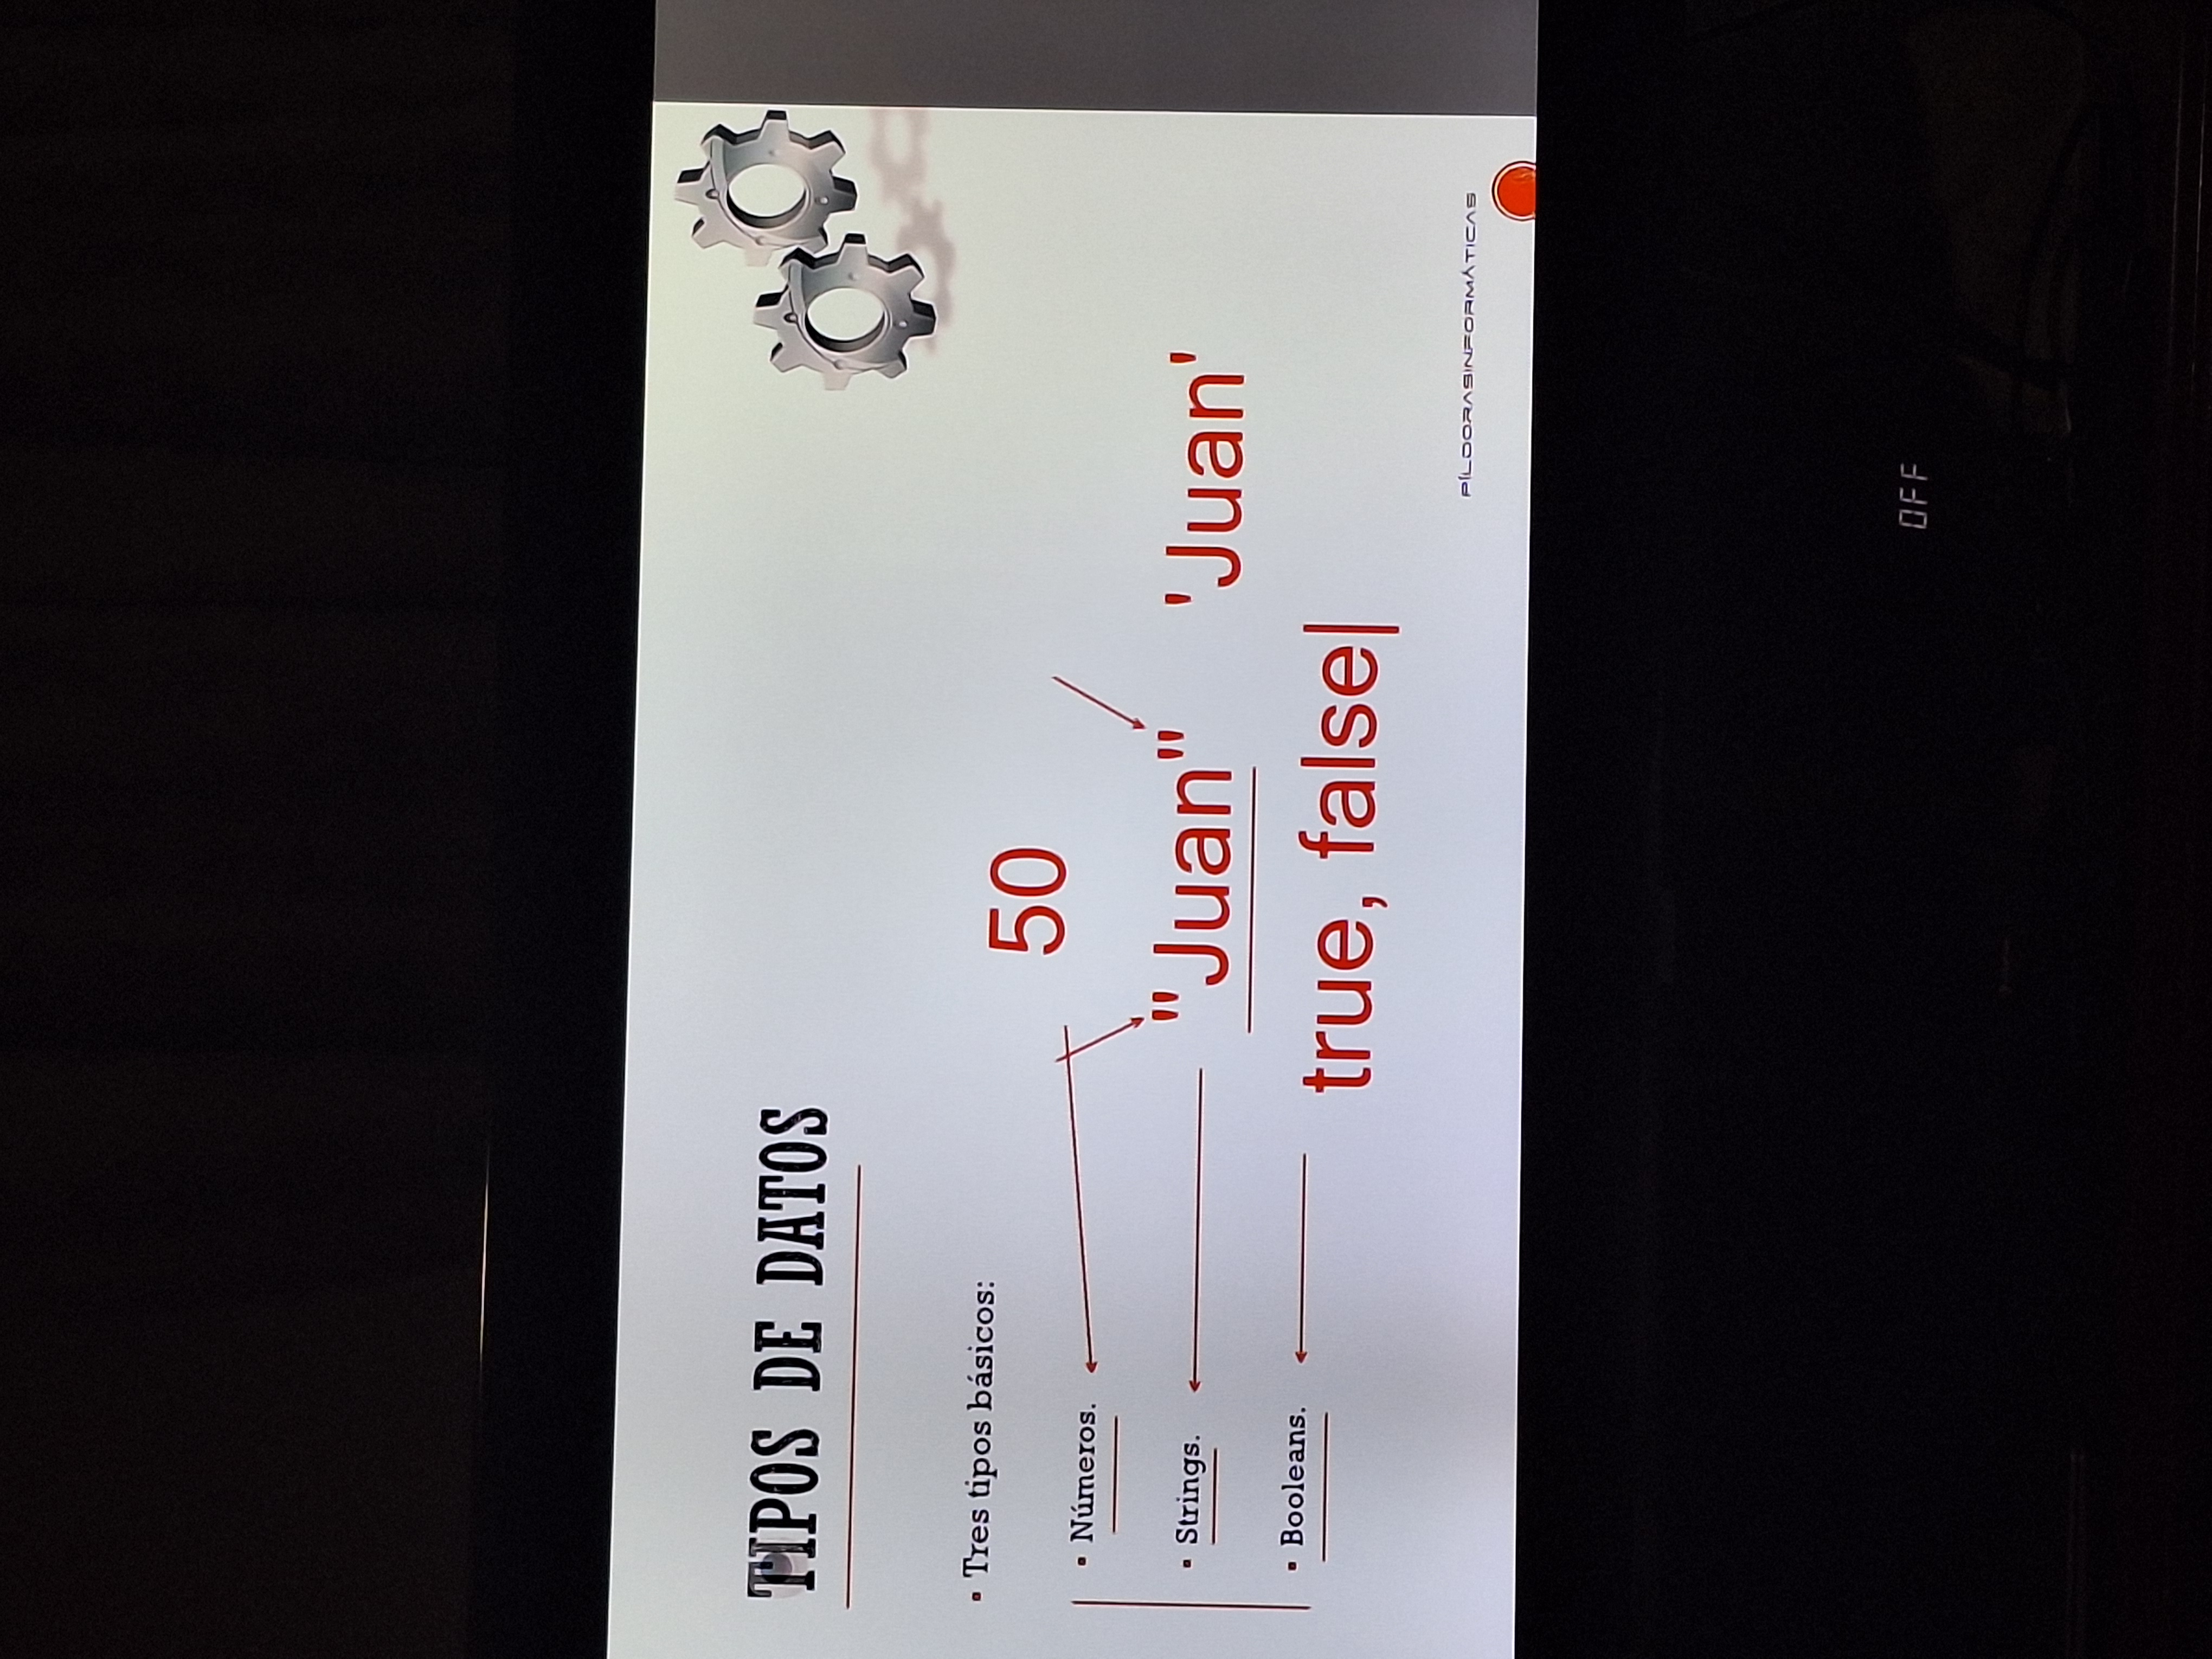 TIPOS DE DATOS
Tres tipos básicos:
50
Números.
"Juan" 'Juan'
Strings.
Booleans.
true, false|
PÍLDORASINFORMÁTICAS
OFF